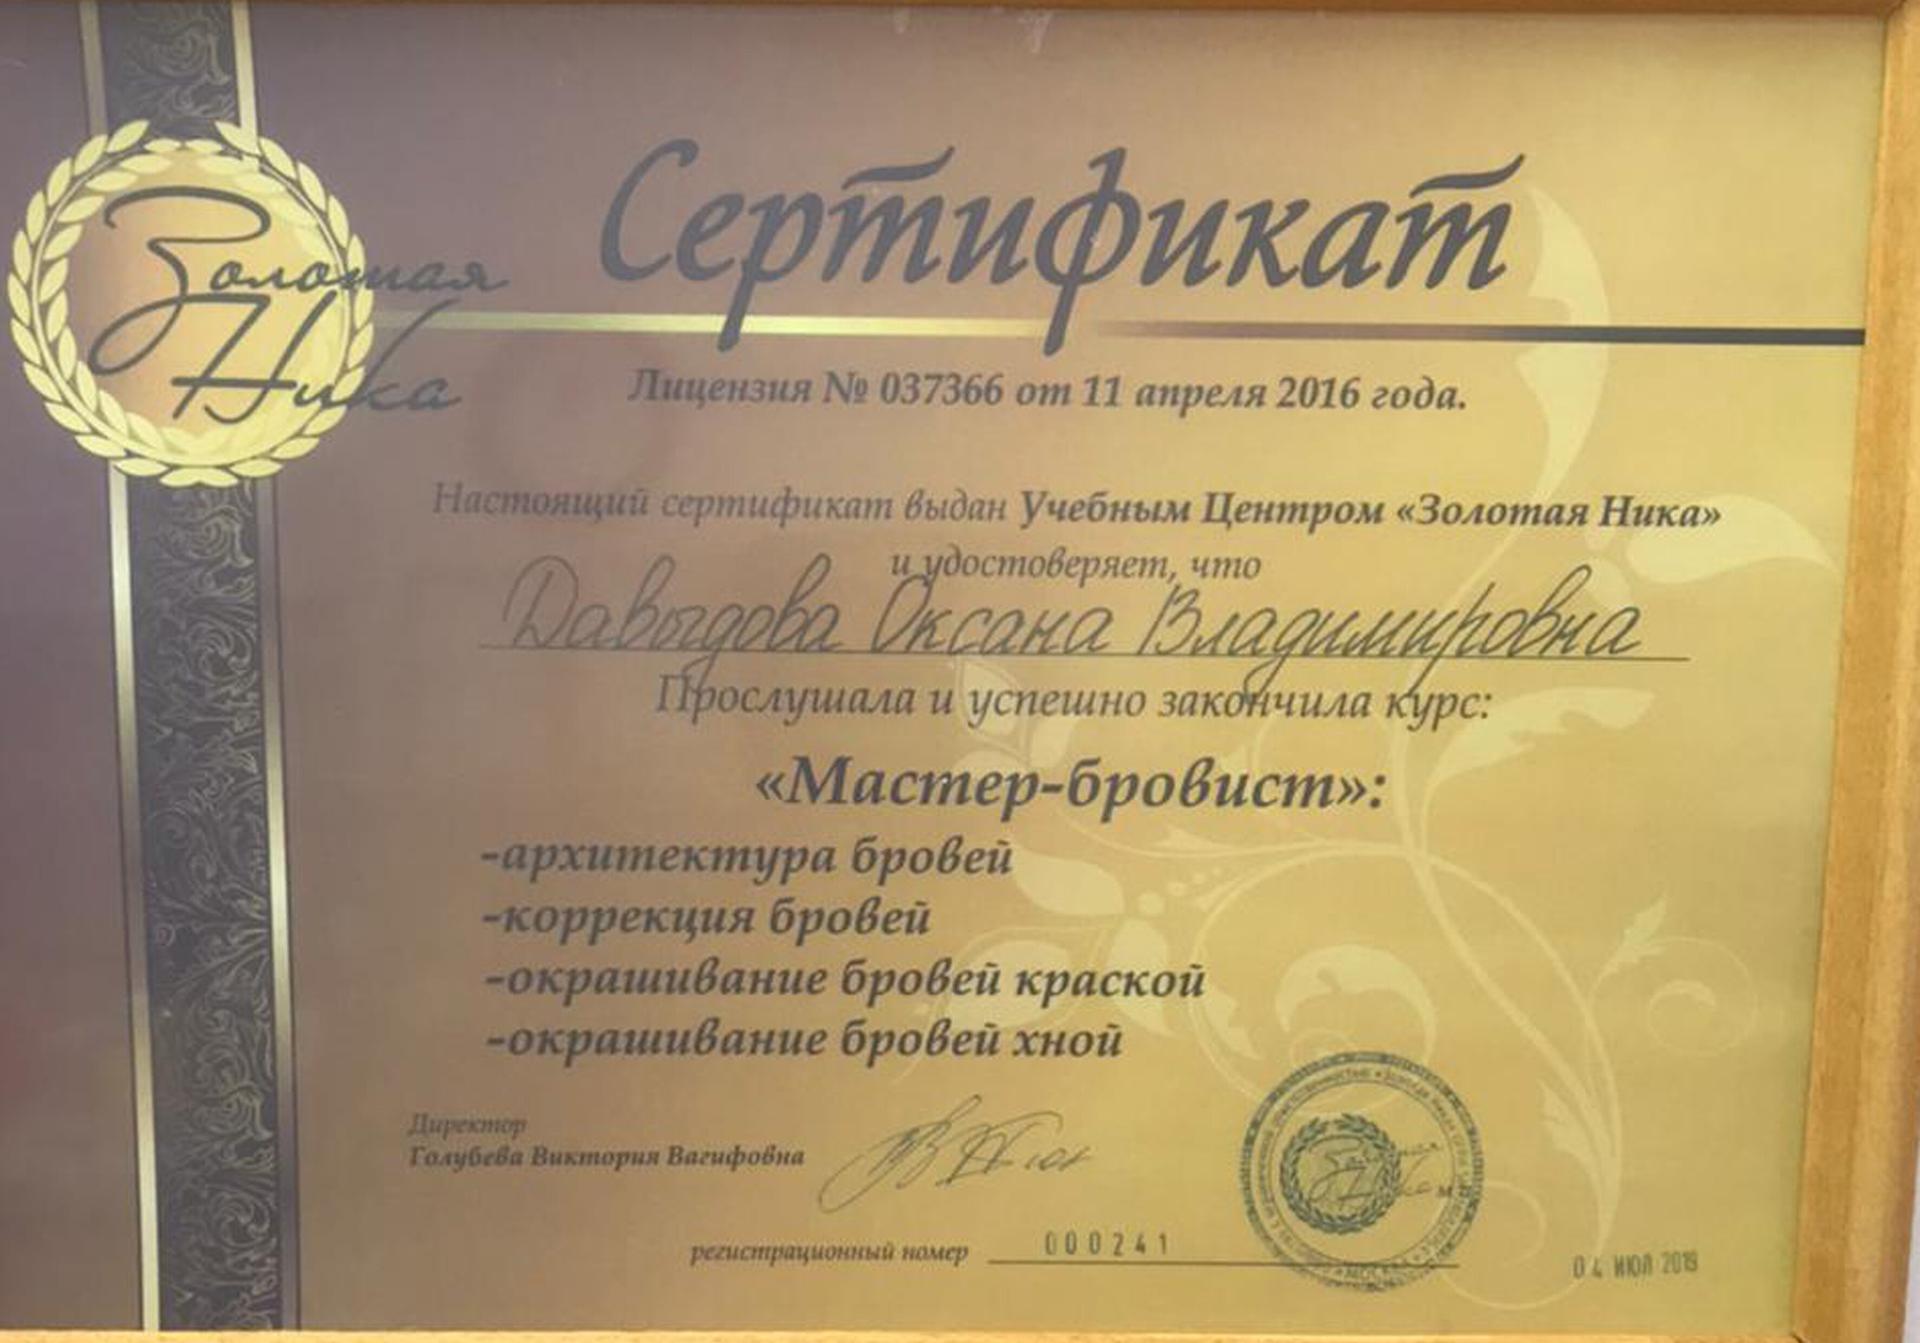 Золотая
Ника
Сертификат
Лицензия № 037366 от 11 апреля 2016 года.
Настоящий сертификат выдан Учебным Центром «Золотая Ника»
и удостоверяет, что
Давыдова Оксана Владимировна
Прослушала и успешно закончила курс:
«Мастер-бровист»:
-архитектура бровей
-коррекция бровей
-окрашивание бровей краской
-окрашивание бровей хной
Директор
Голубева Виктория Вагифовна
регистрационный номер 000241
МОСКВА
04 ИЮЛ 2019